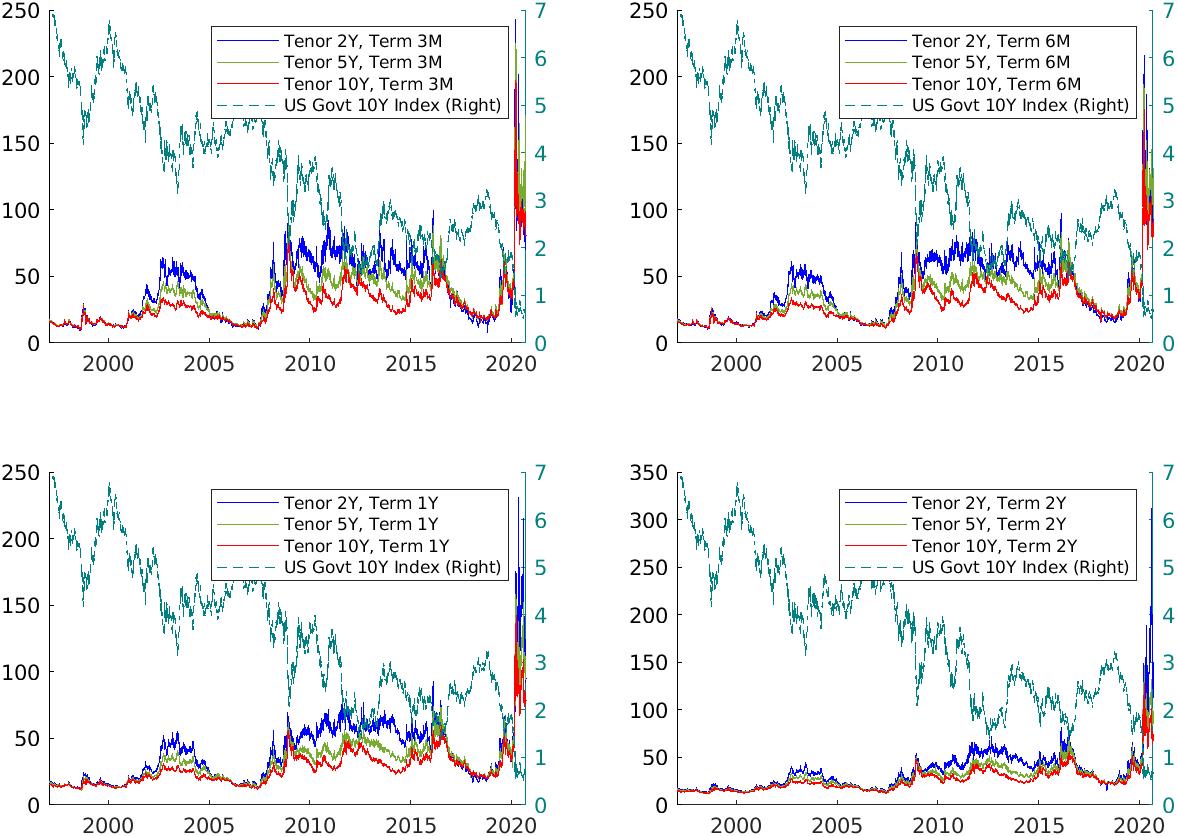 250
200
150
100
50
0
7
6
5
4
3
2
1
0
2000 2005 2010 2015 2020
Tenor 2Y, Term 3M
Tenor 5Y, Term 3M
Tenor 10Y, Term 3M
US Govt 10Y Index (Right)
250
200
150
100
50
0
7
6
5
4
3
2
1
0
2000 2005 2010 2015 2020
Tenor 2Y, Term 6M
Tenor 5Y, Term 6M
Tenor 10Y, Term 6M
US Govt 10Y Index (Right)
250
200
150
100
50
0
7
6
5
4
3
2
1
0
2000 2005 2010 2015 2020
Tenor 2Y, Term 1Y
Tenor 5Y, Term 1Y
Tenor 10Y, Term 1Y
US Govt 10Y Index (Right)
350
300
250
200
150
100
50
0
7
6
5
4
3
2
1
0
2000 2005 2010 2015 2020
Tenor 2Y, Term 2Y
Tenor 5Y, Term 2Y
Tenor 10Y, Term 2Y
US Govt 10Y Index (Right)